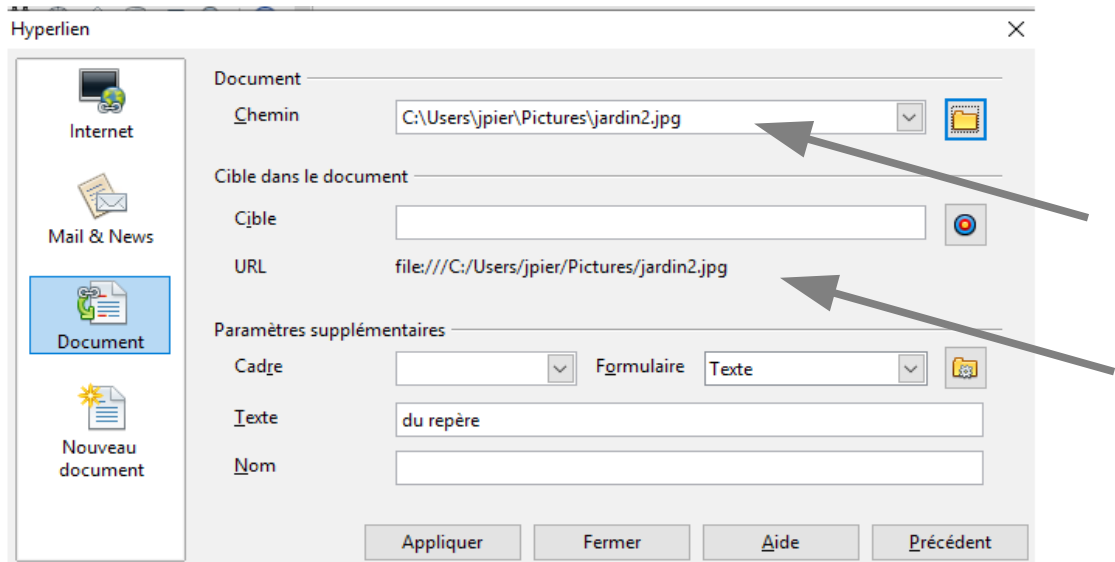 Hyperlien
Internet
Mail & News
Document
Nouveau
document
Document
Chemin C:\Users\jpier\Pictures\jardin2.jpg
Cible dans le document
Cible
URL file:///C:/Users/jpier/Pictures/jardin2.jpg
Paramètres supplémentaires
Cadre Formulaire Texte
Texte du repère
Nom
Appliquer Fermer Aide Précédent